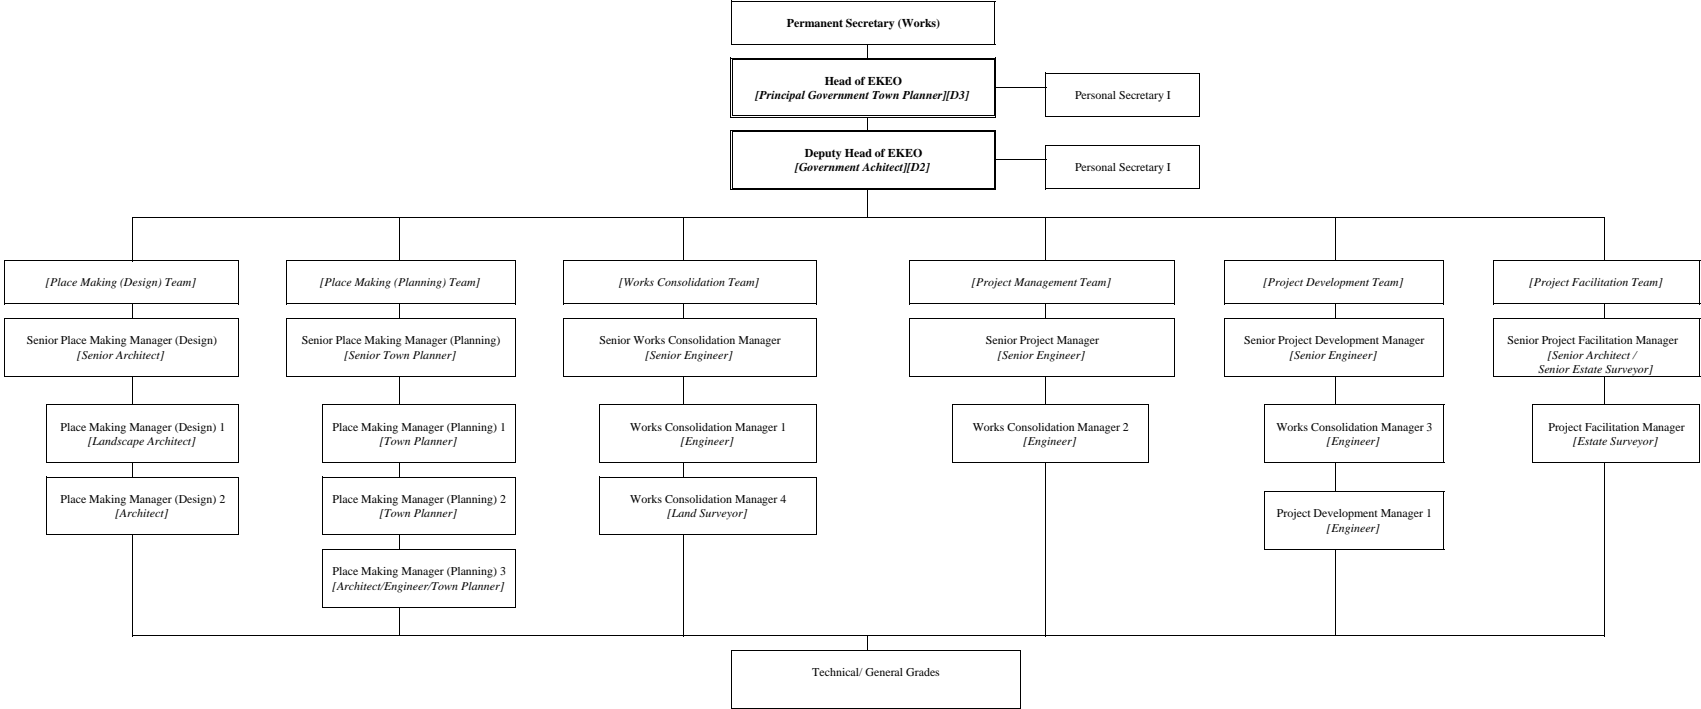 Permanent Secretary (Works)
Head of EKEO
[Principal Government Town Planner][D3]
Personal Secretary I
Deputy Head of EKEO
[Government Achitect][D2]
Personal Secretary I
[Place Making (Design) Team]
[Place Making (Planning) Team]
[Works Consolidation Team]
[Project Management Team]
[Project Development Team]
[Project Facilitation Team]
Senior Place Making Manager (Design)
[Senior Architect]
Senior Place Making Manager (Planning)
[Senior Town Planner]
Senior Works Consolidation Manager
[Senior Engineer]
Senior Project Manager
[Senior Engineer]
Senior Project Development Manager
[Senior Engineer]
Senior Project Facilitation Manager
[Senior Architect /
Senior Estate Surveyor]
Place Making Manager (Design) 1
[Landscape Architect]
Place Making Manager (Planning) 1
[Town Planner]
Works Consolidation Manager 1
[Engineer]
Works Consolidation Manager 2
[Engineer]
Works Consolidation Manager 3
[Engineer]
Project Facilitation Manager
[Estate Surveyor]
Place Making Manager (Design) 2
[Architect]
Place Making Manager (Planning) 2
[Town Planner]
Works Consolidation Manager 4
[Land Surveyor]
Project Development Manager 1
[Engineer]
Place Making Manager (Planning) 3
[Architect/Engineer/Town Planner]
Technical/ General Grades